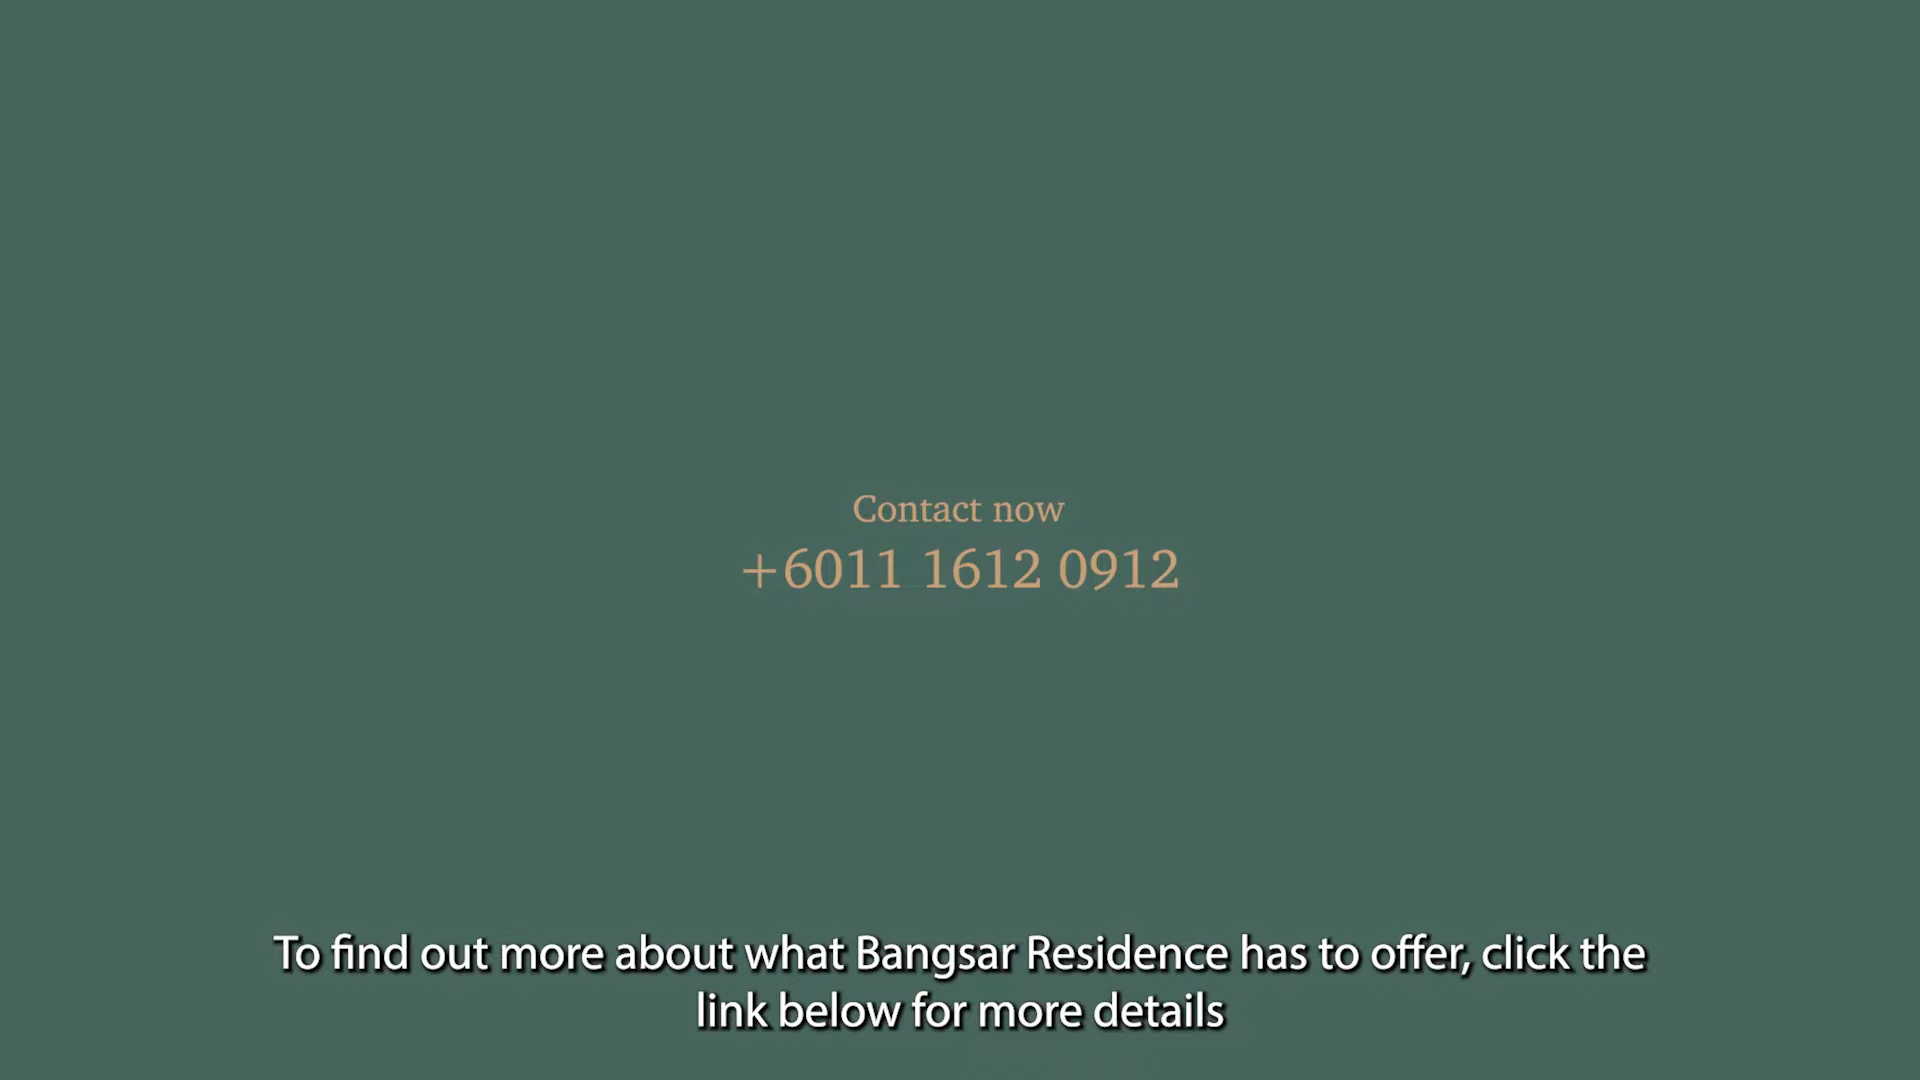 Contact now
+6011 1612 0912
To find out more about what Bangsar Residence has to offer, click the
link below for more details